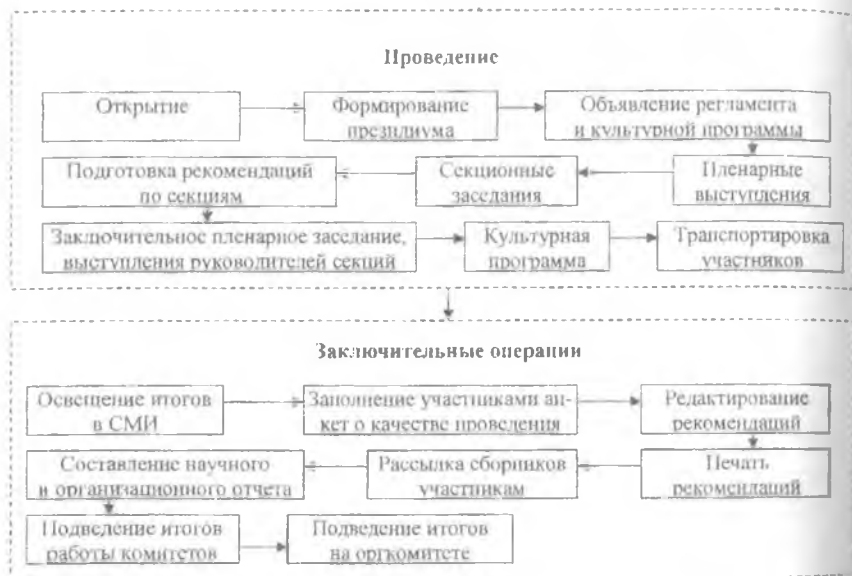 Проведение
Открытие
Формирование
президиума
Объявление регламента
и культурной программы
Пленарные
выступления
Секционные
заседания
Подготовка рекомендаций
по секциям
Заключительное пленарное заседание,
выступления руководителей секций
Культурная
программа
Транспортировка
участников
Заключительные операции
Освещение итогов
в СМИ
Заполнение участниками ан-
кет о качестве проведения
Редактирование
рекомендаций
Печать
рекомендаций
Рассылка сборников
участникам
Составление научного
и организационного отчета
Подведение итогов
работы комитетов
Подведение итогов
на оргкомитете